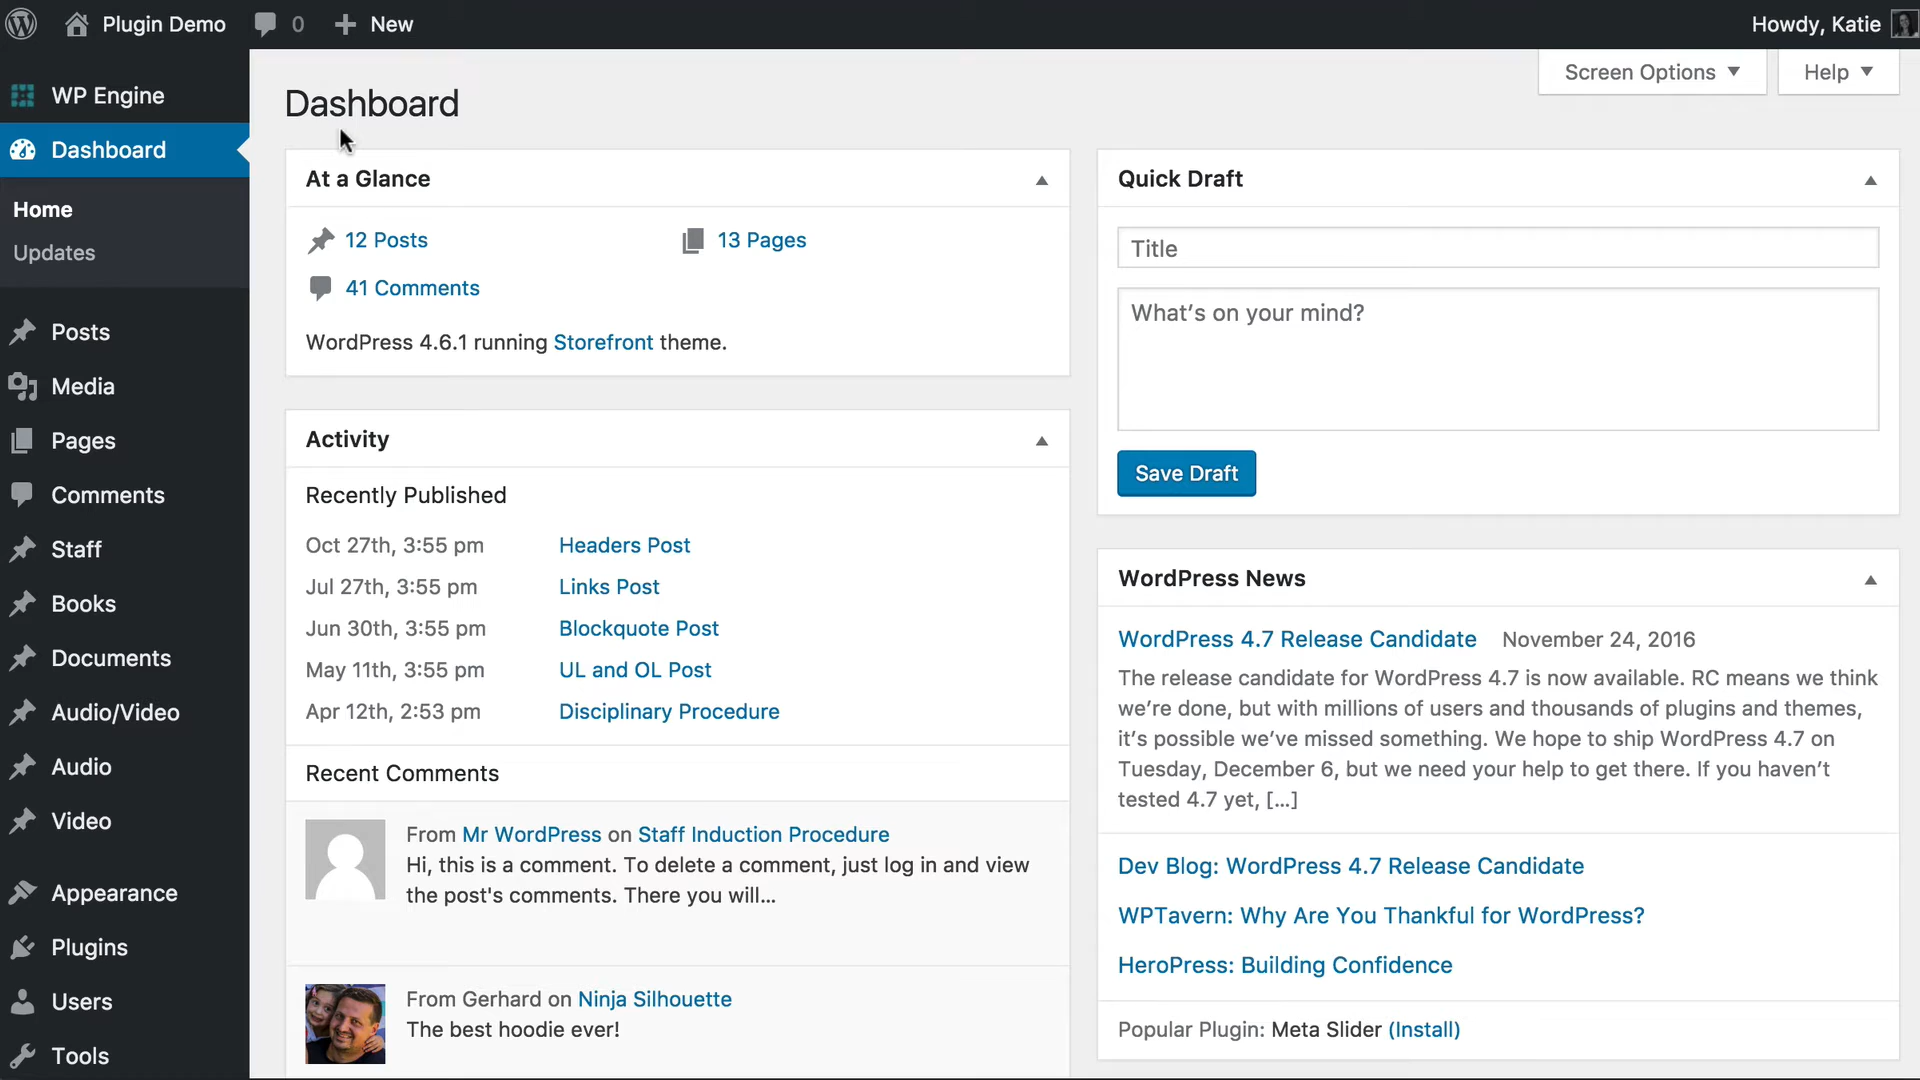 Plugin Demo
0
New
Howdy, Katie
WP Engine
Dashboard
Home
Updates
Posts
Media
Pages
Comments
Staff
Books
Documents
Audio/Video
Audio
Video
Appearance
Plugins
Users
Tools
Screen Options
Help
Dashboard
At a Glance
12 Posts
13 Pages
41 Comments
WordPress 4.6.1 running Storefront theme.
Activity
Recently Published
Oct 27th, 3:55 pm Headers Post
Jul 27th, 3:55 pm Links Post
Jun 30th, 3:55 pm Blockquote Post
May 11th, 3:55 pm UL and OL Post
Apr 12th, 2:53 pm Disciplinary Procedure
Recent Comments
From Mr WordPress on Staff Induction Procedure
Hi, this is a comment. To delete a comment, just log in and view
the post's comments. There you will...
From Gerhard on Ninja Silhouette
The best hoodie ever!
Quick Draft
Title
What’s on your mind?
Save Draft
WordPress News
WordPress 4.7 Release Candidate November 24, 2016
The release candidate for WordPress 4.7 is now available. RC means we think
we’re done, but with millions of users and thousands of plugins and themes,
it’s possible we’ve missed something. We hope to ship WordPress 4.7 on
Tuesday, December 6, but we need your help to get there. If you haven’t
tested 4.7 yet, […]
Dev Blog: WordPress 4.7 Release Candidate
WPTavern: Why Are You Thankful for WordPress?
HeroPress: Building Confidence
Popular Plugin: Meta Slider (Install)